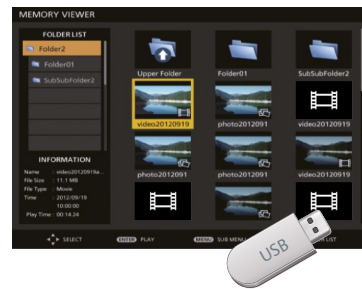 MEMORY VIEWER
FOLDER LIST
Folder2
Folder01
SubSubFolder2
Upper Folder
Folder01
SubSubFolder2
video20120919
photo2012091
video20120919
photo2012091
photo2012091
video20120919
INFORMATION
Name : video20120919a...
File Size : 11.1 MB
File Type : Movie
Time : 2012/09/19
10:00:00
Play Time : 00:14.24
SELECT
ENTER PLAY
MENU SUB MENU
LIST
USB